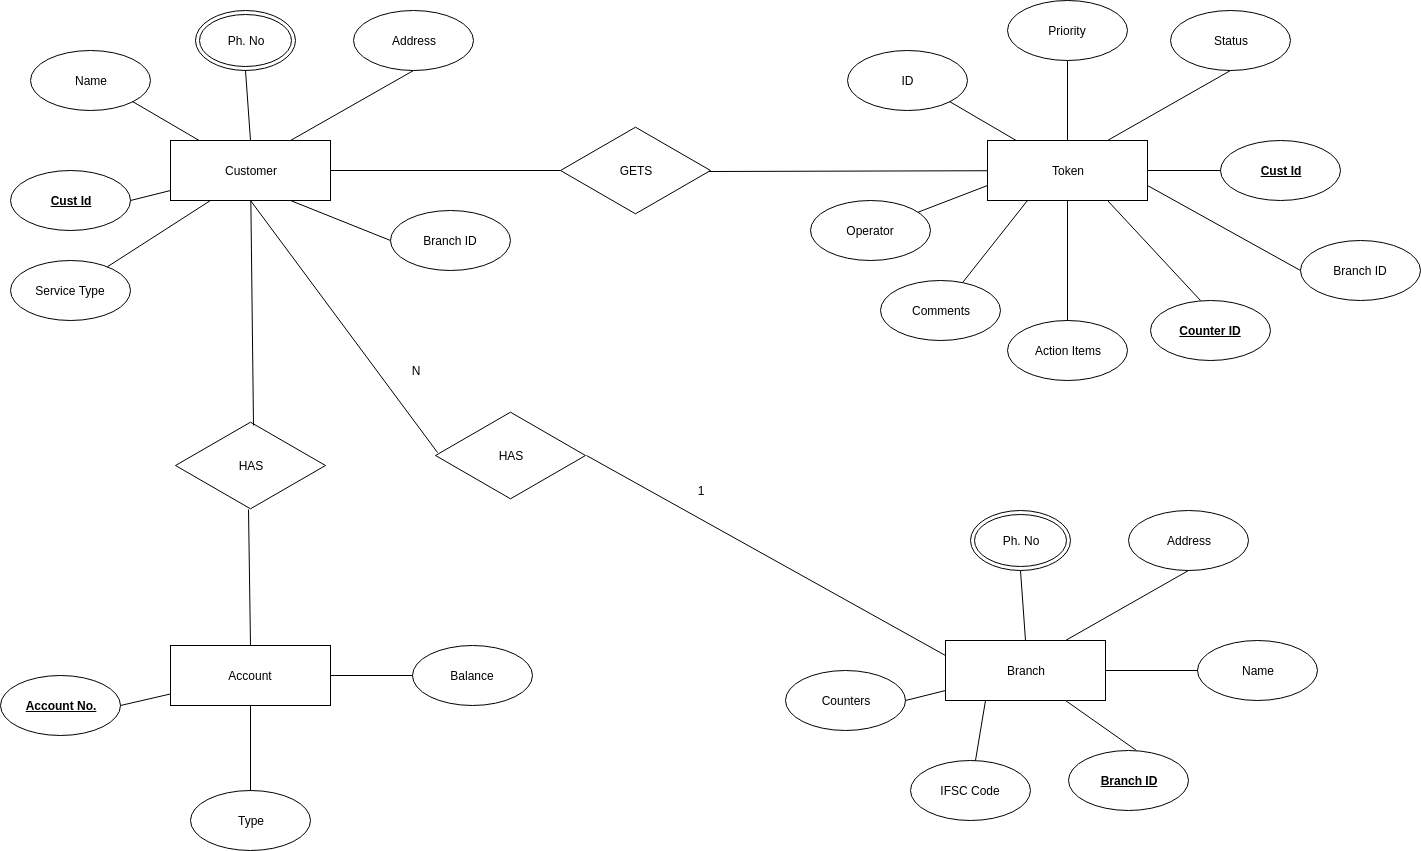 Priority
Ph. No
Address
Status
Name
ID
Customer
GETS
Token
Cust Id
Cust Id
Operator
Branch ID
Branch ID
Service Type
Comments
Counter ID
Action Items
N
HAS
HAS
1
Ph. No
Address
Account
Balance
Branch
Name
Account No.
Counters
Branch ID
IFSC Code
Type